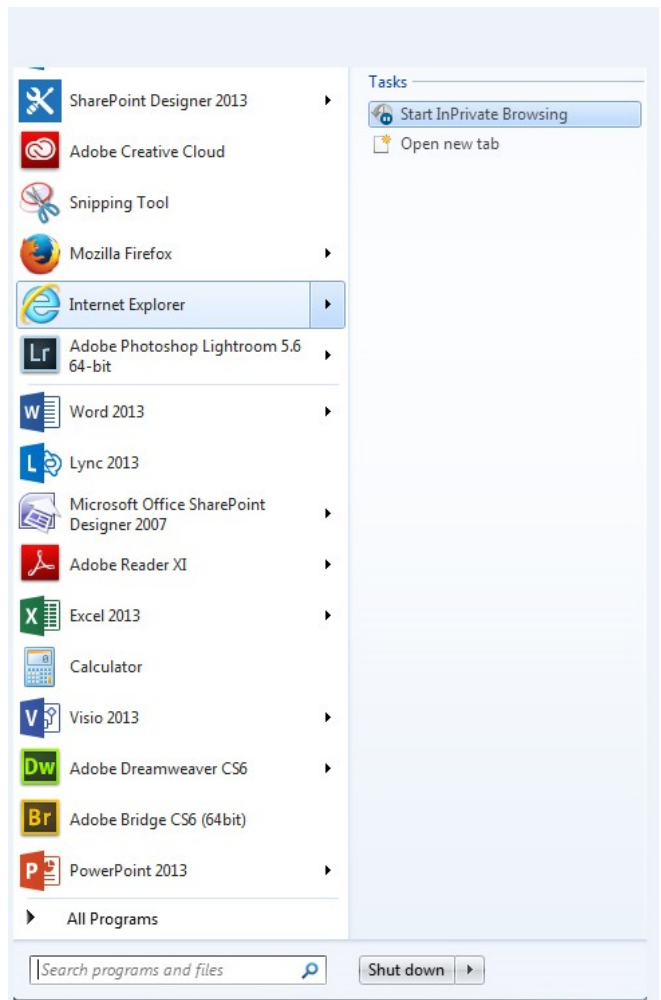 SharePoint Designer 2013
Adobe Creative Cloud
Snipping Tool
Mozilla Firefox
Internet Explorer
Lr
Adobe Photoshop Lightroom 5.6
64-bit
W
Word 2013
L
Lync 2013
Microsoft Office SharePoint
Designer 2007
Adobe Reader XI
X
Excel 2013
Calculator
V
Visio 2013
Dw
Adobe Dreamweaver CS6
Br
Adobe Bridge CS6 (64bit)
P
PowerPoint 2013
All Programs
Search programs and files
Tasks
Start InPrivate Browsing
Open new tab
Shut down